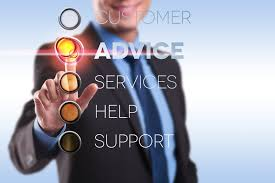 CUSTOMER
ADVICE
SERVICES
HELP
SUPPORT